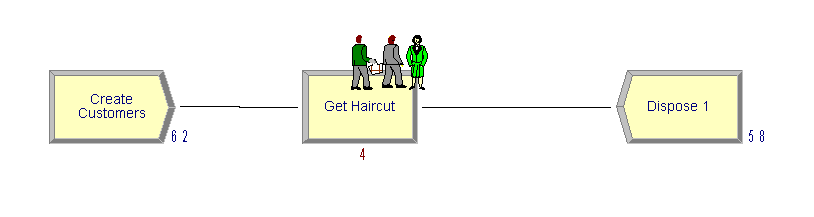 Create
Customers
6 2
Get Haircut
4
Dispose 1
5 8